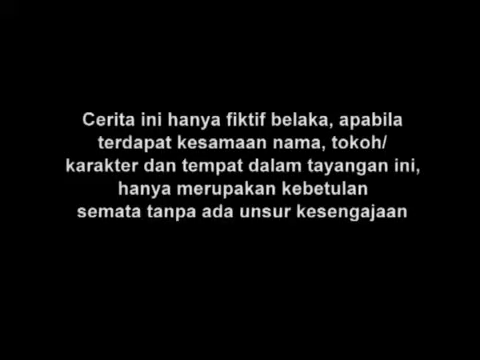 Cerita ini hanya fiktif belaka, apabila
terdapat kesamaan nama, tokoh/
karakter dan tempat dalam tayangan ini,
hanya merupakan kebetulan
semata tanpa ada unsur kesengajaan